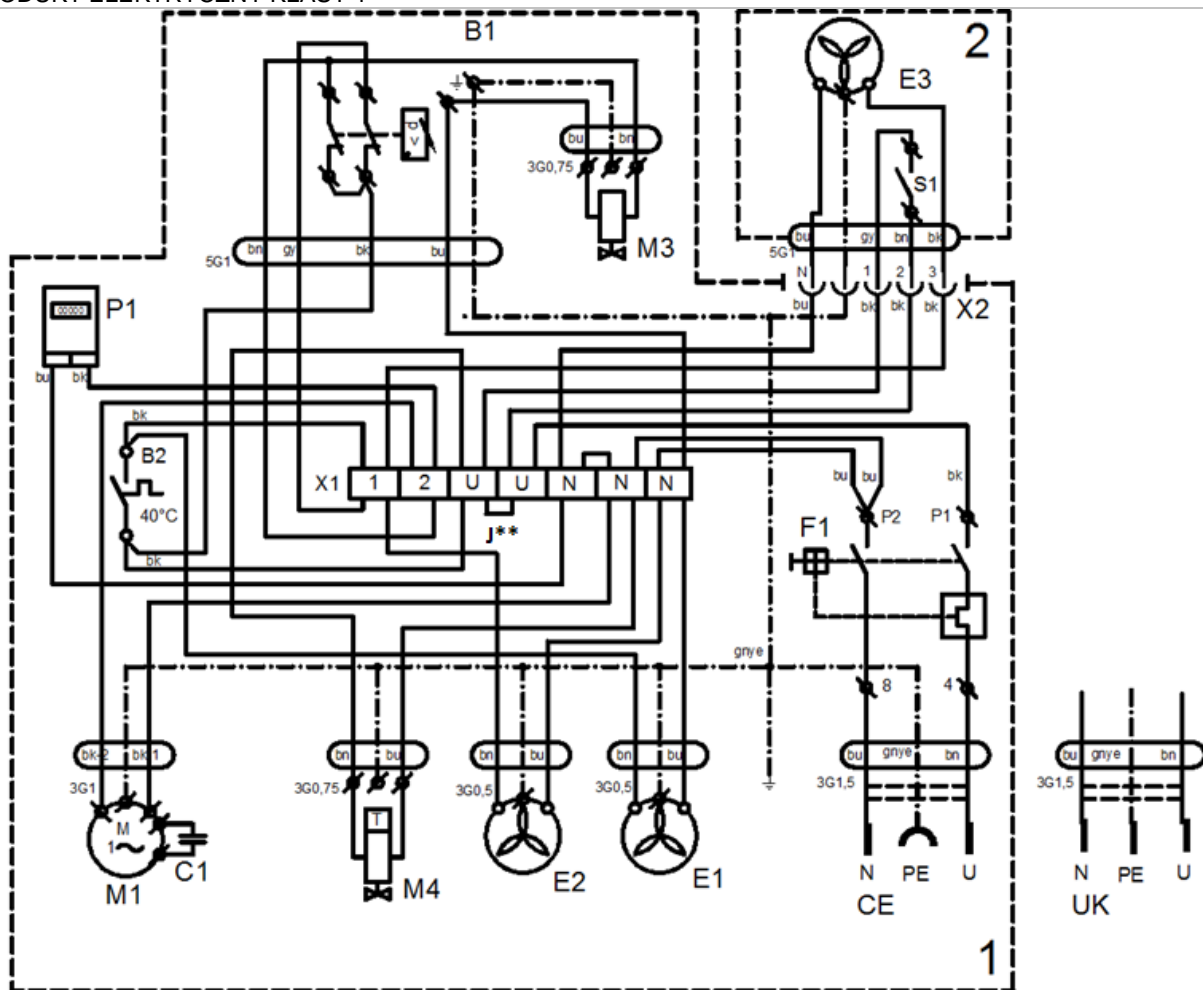 B1
2
E3
bu
bn
3G0,75
M3
S1
bn
gy
bk
bu
5G1
bu
gy
bn
bk
5G1
N
1
2
3
X2
bu
bk
bk
bk
P1
00000
bu
bk
bk
B2
40°C
bk
X1
1
2
U
U
N
N
N
J**
bu
bu
bk
F1
P2
P1
gnye
8
4
bk-2
bk-1
3G1
M
1
M1
C1
bn
bu
3G0,75
T
M4
bn
bu
3G0,5
E2
bn
bu
3G0,5
E1
bu
gnye
bn
3G1,5
N
PE
U
CE
bu
gnye
bn
3G1,5
N
PE
U
UK
1